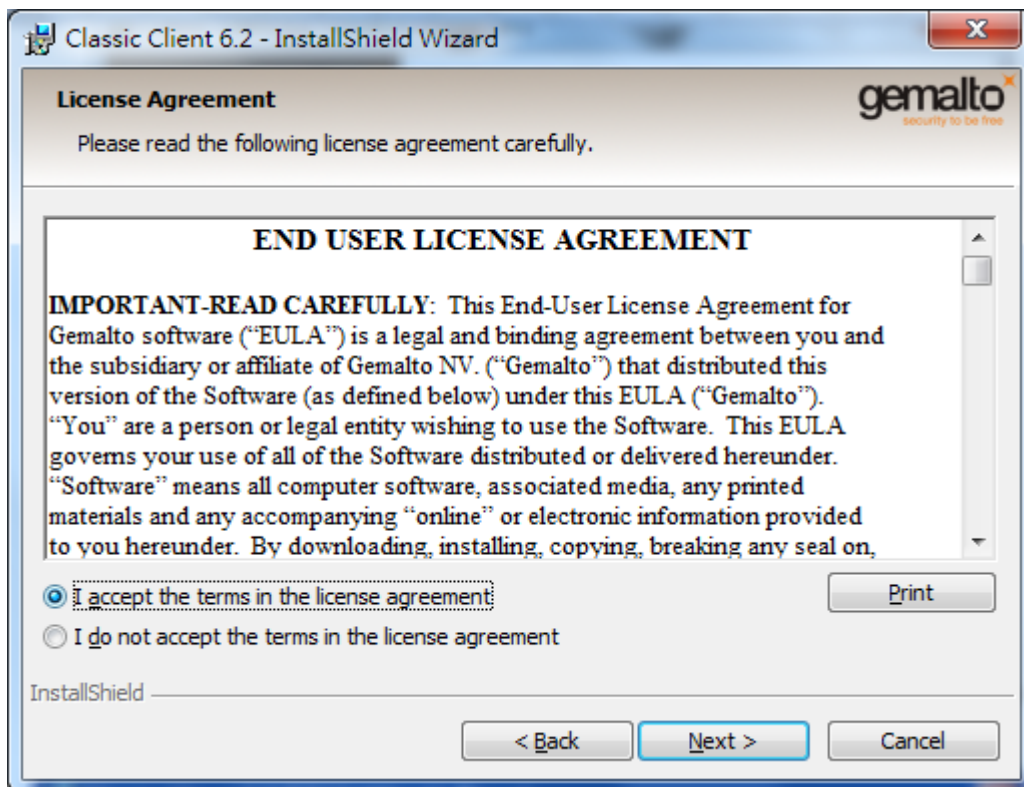 Classic Client 6.2 - InstallShield Wizard
License Agreement
gemalto
security to be free
Please read the following license agreement carefully.
END USER LICENSE AGREEMENT
IMPORTANT-READ CAREFULLY:  This End-User License Agreement for
Gemalto software (“EULA”) is a legal and binding agreement between you and
the subsidiary or affiliate of Gemalto NV. (“Gemalto”) that distributed this
version of the Software (as defined below) under this EULA (“Gemalto”).
“You” are a person or legal entity wishing to use the Software.  This EULA
governs your use of all of the Software distributed or delivered hereunder.
“Software” means all computer software, associated media, any printed
materials and any accompanying “online” or electronic information provided
to you hereunder.  By downloading, installing, copying, breaking any seal on,
I accept the terms in the license agreement
Print
I do not accept the terms in the license agreement
InstallShield
< Back
Next >
Cancel